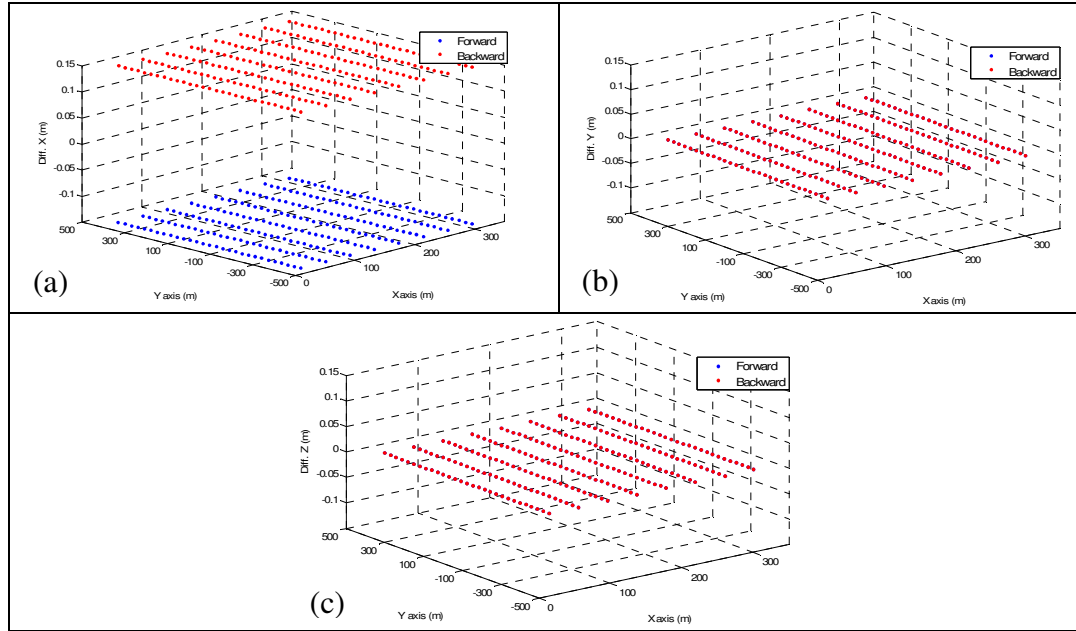 Forward
Backward
0.15
0.1
0.05
0
-0.05
-0.1
Diff. X (m)
500
300
100
-100
-300
-500
Y axis (m)
0
100
200
300
X axis (m)
(a)
Forward
Backward
0.15
0.1
0.05
0
-0.05
-0.1
Diff. Y (m)
500
300
100
-100
-300
-500
Y axis (m)
0
100
200
300
X axis (m)
(b)
Forward
Backward
0.15
0.1
0.05
0
-0.05
-0.1
Diff. Z (m)
500
300
100
-100
-300
-500
Y axis (m)
0
100
200
300
X axis (m)
(c)